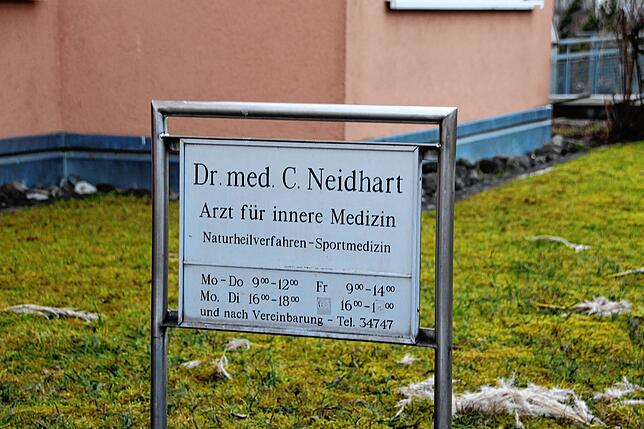 Dr. med. C. Neidhart
Arzt für innere Medizin
Naturheilverfahren - Sportmedizin
Mo - Do 9⁰⁰ - 12⁰⁰ Fr 9⁰⁰ - 14⁰⁰
Mo, Di 16⁰⁰ - 18⁰⁰ 16⁰⁰
und nach Vereinbarung - Tel. 34747